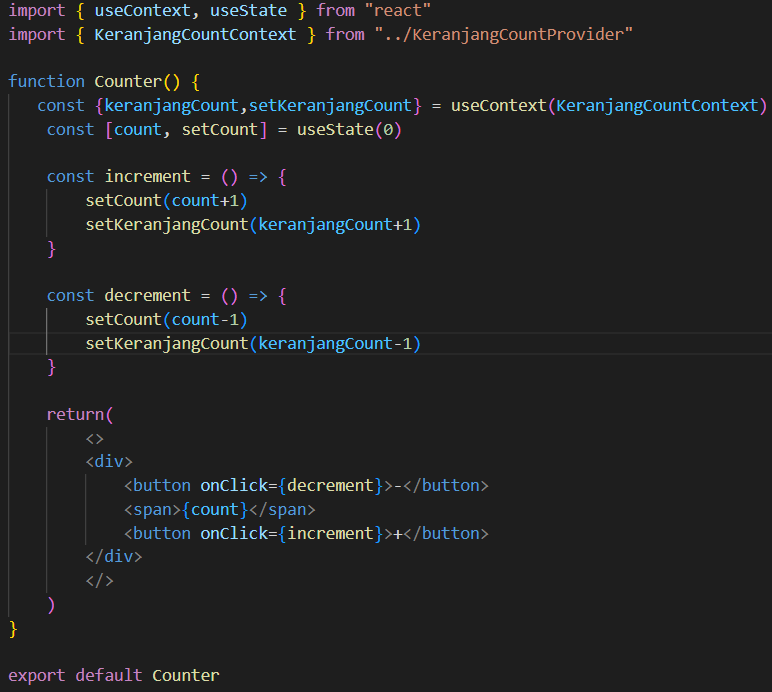 import { useContext, useState } from "react"
import { KeranjangCountContext } from "../KeranjangCountProvider"
function Counter() {
const {keranjangCount,setKeranjangCount} = useContext(KeranjangCountContext)
const [count, setCount] = useState(0)
const increment = () => {
setCount(count+1)
setKeranjangCount(keranjangCount+1)
}
const decrement = () => {
setCount(count-1)
setKeranjangCount(keranjangCount-1)
}
return(
<>
<div>
<button onClick={decrement}>-</button>
<span>{count}</span>
<button onClick={increment}>+</button>
</div>
</>
)
}
export default Counter